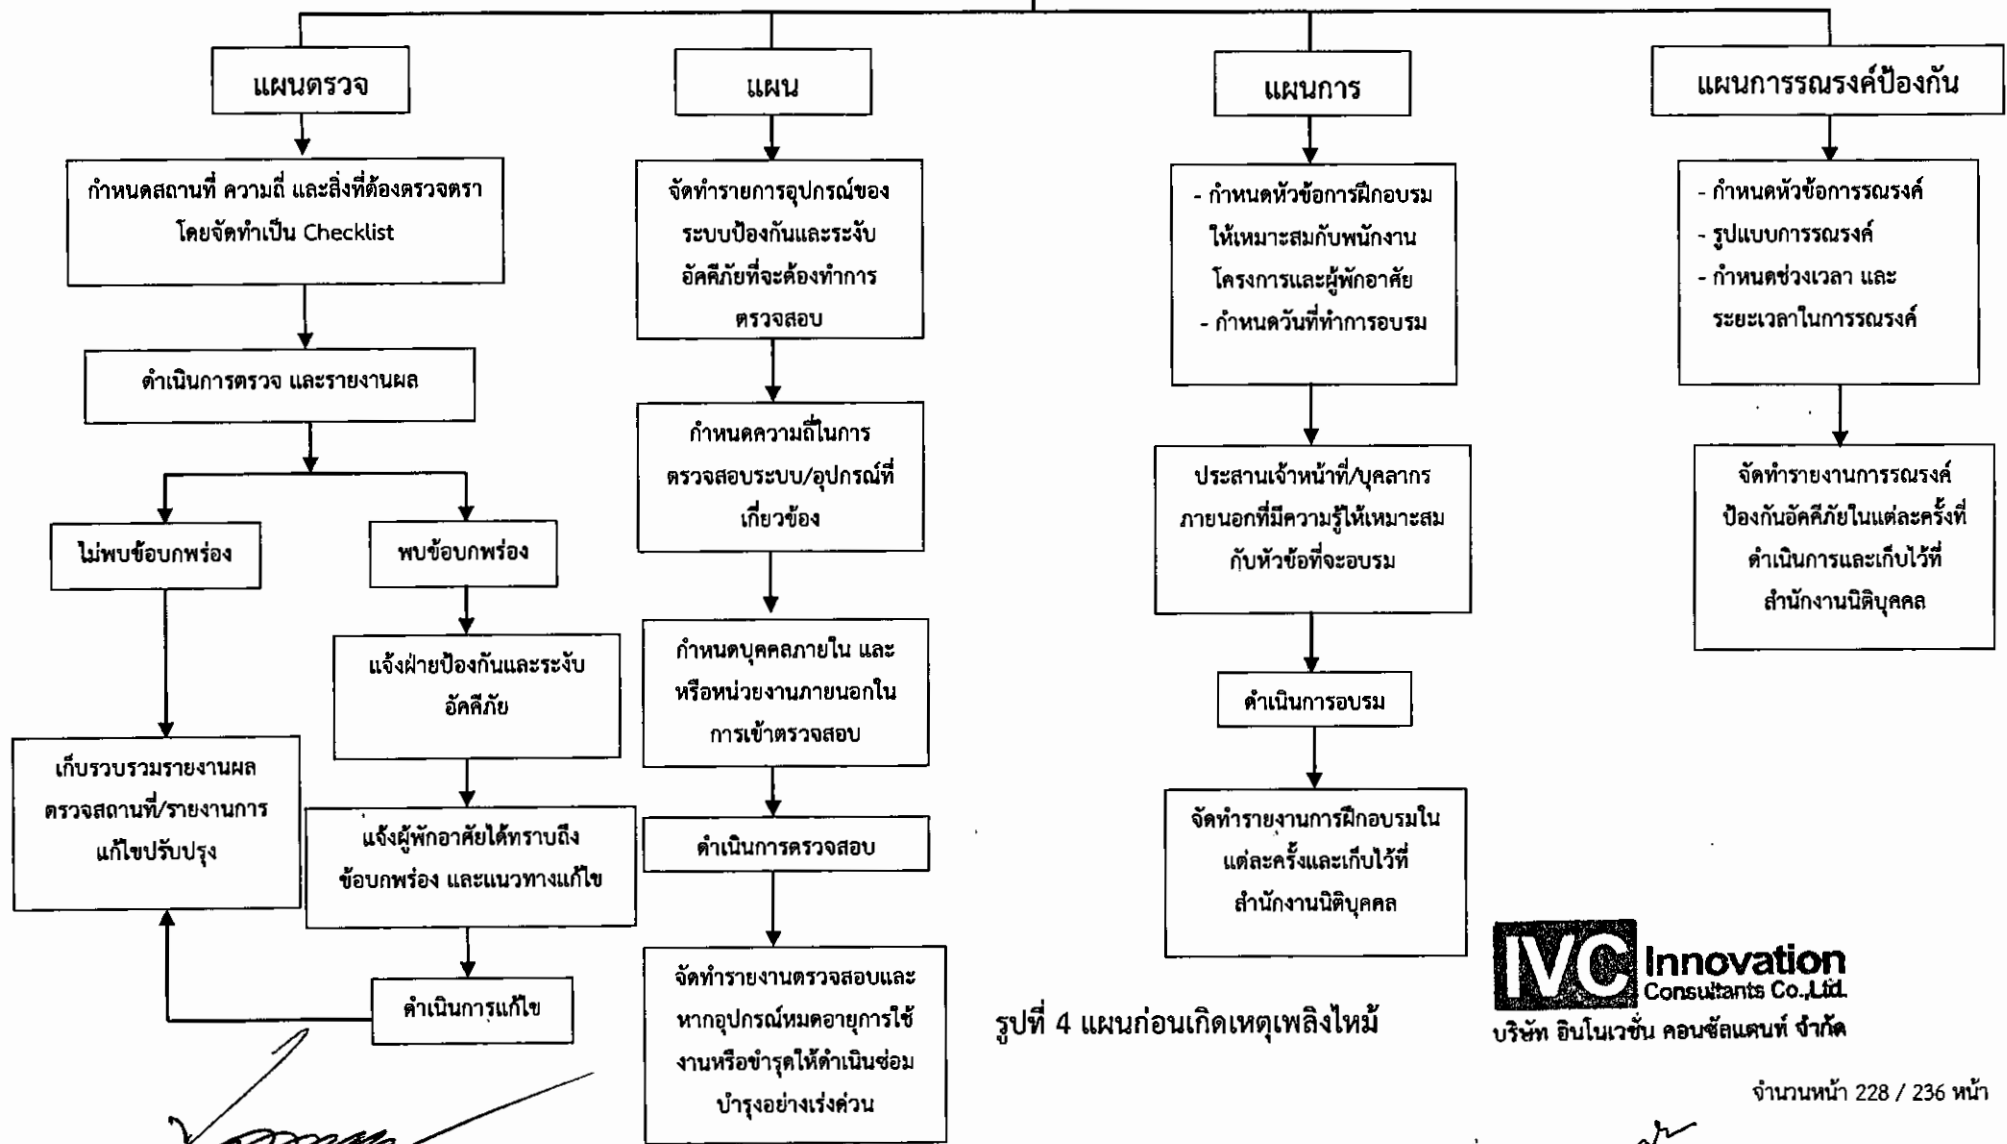 แผนตรวจ
กำหนดสถานที่ ความถี่ และสิ่งที่ต้องตรวจตรา
โดยจัดทำเป็น Checklist
ดำเนินการตรวจ และรายงานผล
ไม่พบข้อบกพร่อง
พบข้อบกพร่อง
แจ้งฝ่ายป้องกันและระงับ
อัคคีภัย
เก็บรวบรวมรายงานผล
ตรวจสถานที่/รายงานการ
แก้ไขปรับปรุง
แจ้งผู้พักอาศัยได้ทราบถึง
ข้อบกพร่อง และแนวทางแก้ไข
ดำเนินการแก้ไข
แผน
จัดทำรายการอุปกรณ์ของ
ระบบป้องกันและระงับ
อัคคีภัยที่จะต้องทำการ
ตรวจสอบ
กำหนดความถี่ในการ
ตรวจสอบระบบ/อุปกรณ์ที่
เกี่ยวข้อง
กำหนดบุคคลภายใน และ
หรือหน่วยงานภายนอกใน
การเข้าตรวจสอบ
ดำเนินการตรวจสอบ
จัดทำรายงานตรวจสอบและ
หากอุปกรณ์หมดอายุการใช้
งานหรือชำรุดให้ดำเนินซ่อม
บำรุงอย่างเร่งด่วน
แผนการ
- กำหนดหัวข้อการฝึกอบรม
ให้เหมาะสมกับพนักงาน
โครงการและผู้พักอาศัย
- กำหนดวันที่ทำการอบรม
ประสานเจ้าหน้าที่/บุคลากร
ภายนอกที่มีความรู้ให้เหมาะสม
กับหัวข้อที่จะอบรม
ดำเนินการอบรม
จัดทำรายงานการฝึกอบรมใน
แต่ละครั้งและเก็บไว้ที่
สำนักงานนิติบุคคล
แผนการรณรงค์ป้องกัน
- กำหนดหัวข้อการรณรงค์
- รูปแบบการรณรงค์
- กำหนดช่วงเวลา และ
ระยะเวลาในการรณรงค์
จัดทำรายงานการรณรงค์
ป้องกันอัคคีภัยในแต่ละครั้งที่
ดำเนินการและเก็บไว้ที่
สำนักงานนิติบุคคล
รูปที่ 4 แผนก่อนเกิดเหตุเพลิงไหม้
IVC Innovation
Consultants Co.,Ltd.
บริษัท อินโนเวชั่น คอนซัลแตนท์ จำกัด
จำนวนหน้า 228 / 236 หน้า